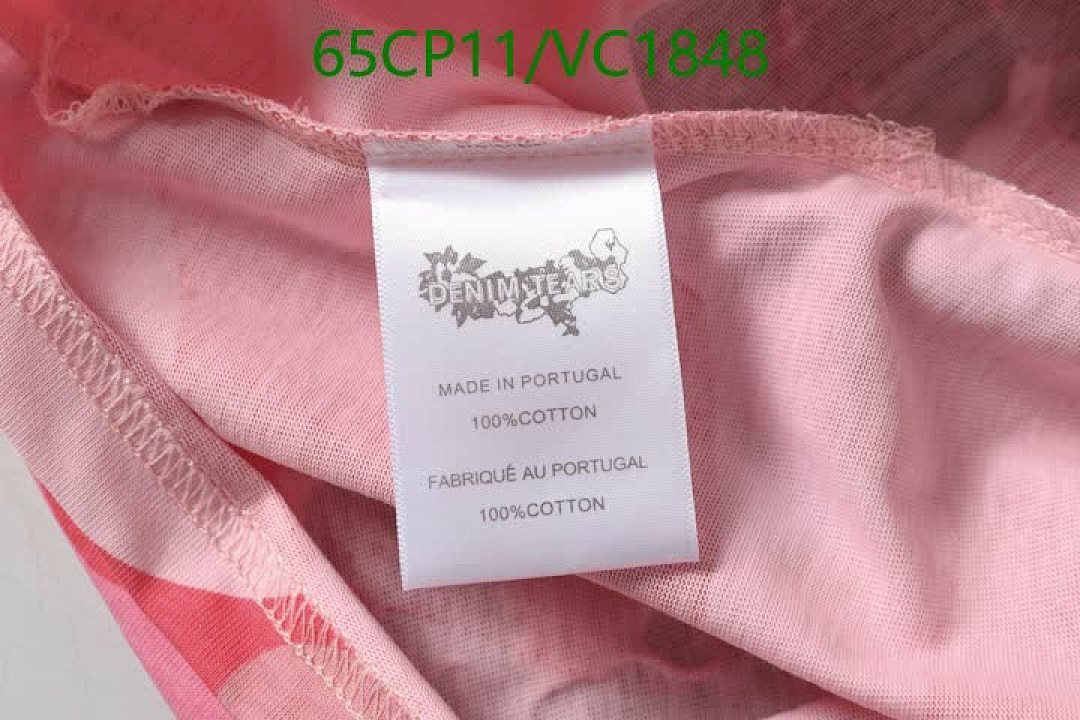 65CP11/VC1848
DENIM TEARS
MADE IN PORTUGAL
100%COTTON
FABRIQUÉ AU PORTUGAL
100%COTTON